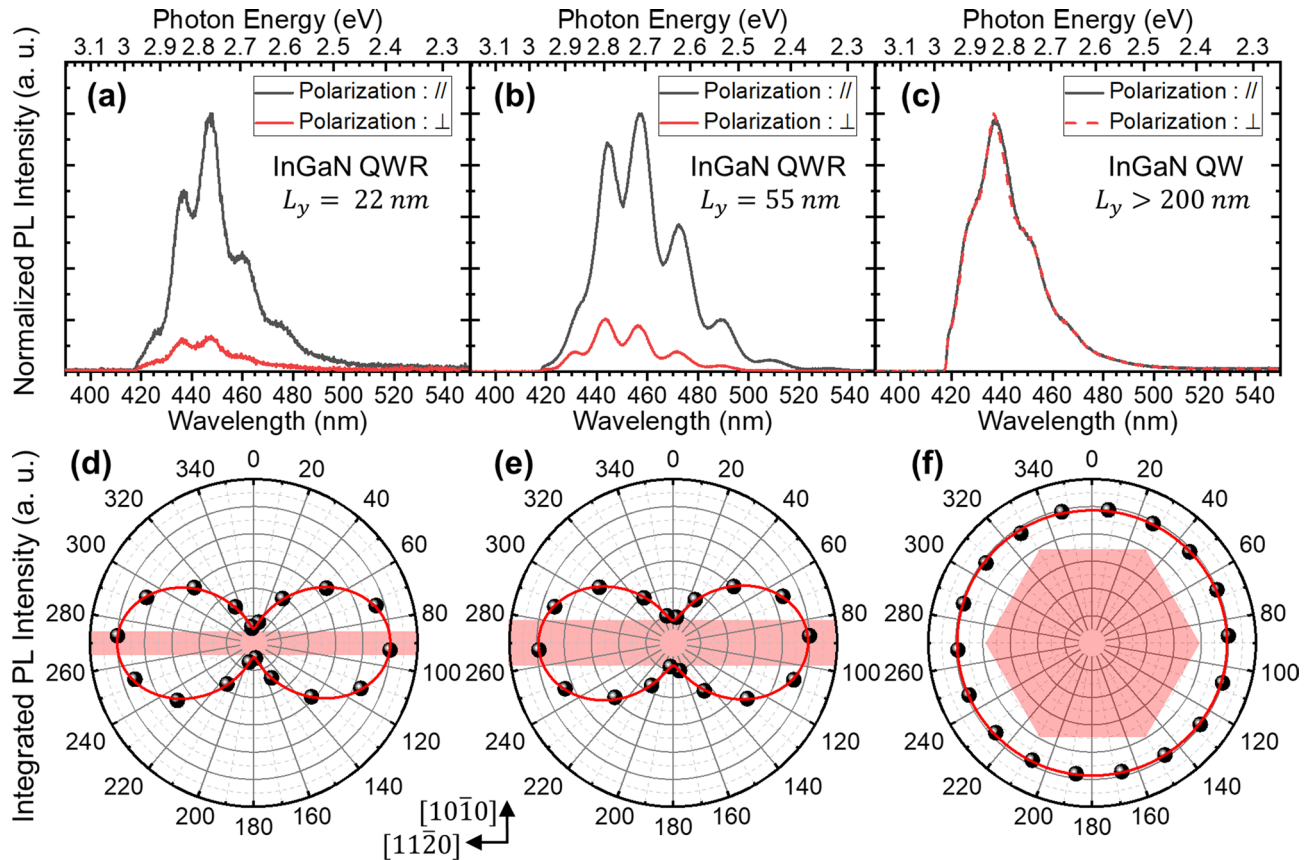 Photon Energy (eV) Photon Energy (eV) Photon Energy (eV)
3.1 3 2.9 2.8 2.7 2.6 2.5 2.4 2.3 3.1 3 2.9 2.8 2.7 2.6 2.5 2.4 2.3 3.1 3 2.9 2.8 2.7 2.6 2.5 2.4 2.3
Normalized PL Intensity (a. u.)
(a)
Polarization : //
Polarization : ⊥
InGaN QWR
L_y = 22 nm
(b)
Polarization : //
Polarization : ⊥
InGaN QWR
L_y = 55 nm
(c)
Polarization : //
Polarization : ⊥
InGaN QW
L_y > 200 nm
400 420 440 460 480 500 520 540 400 420 440 460 480 500 520 540 400 420 440 460 480 500 520 540
Wavelength (nm) Wavelength (nm) Wavelength (nm)
Integrated PL Intensity (a. u.)
(d)
0 20 40 60 80 100 120 140 160 180 200 220 240 260 280 300 320 340
(e)
0 20 40 60 80 100 120 140 160 180 200 220 240 260 280 300 320 340
(f)
0 20 40 60 80 100 120 140 160 180 200 220 240 260 280 300 320 340
[101̅0]
[112̅0]